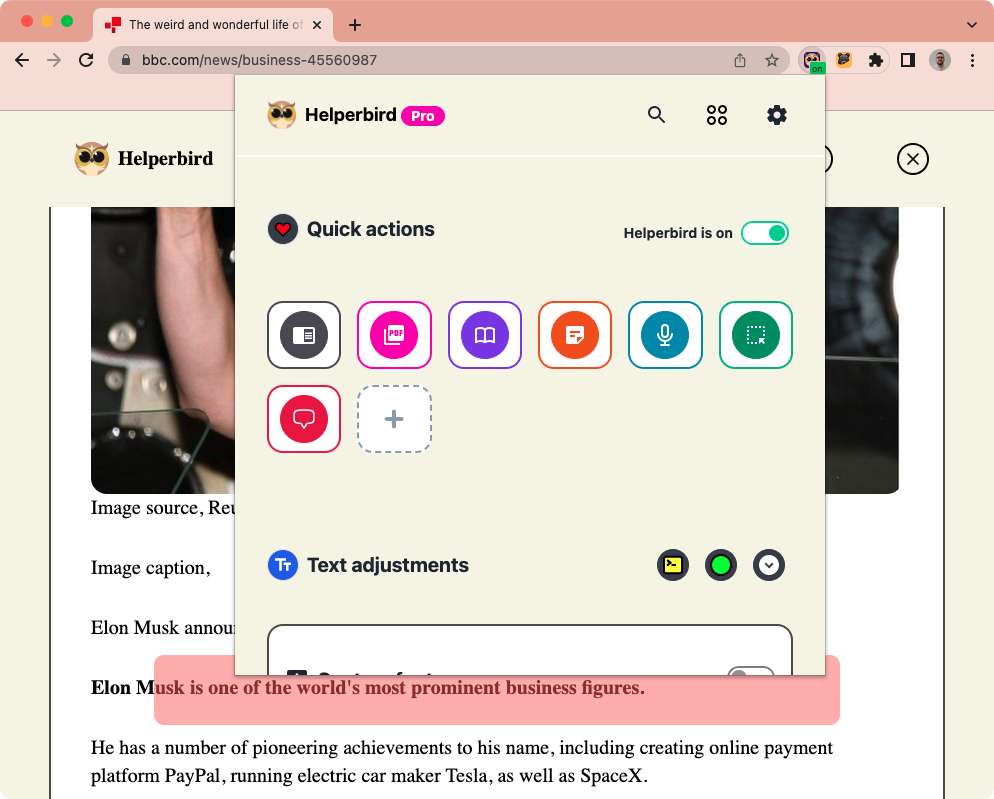 The weird and wonderful life of
bbc.com/news/business-45560987
on
Helperbird Pro
Helperbird
Quick actions
Helperbird is on
PDF
Image source,
Text adjustments
Tr
Image caption,
Elon Musk
Elon Musk is one of the world's most prominent business figures.
He has a number of pioneering achievements to his name, including creating online payment
platform PayPal, running electric car maker Tesla, as well as SpaceX.